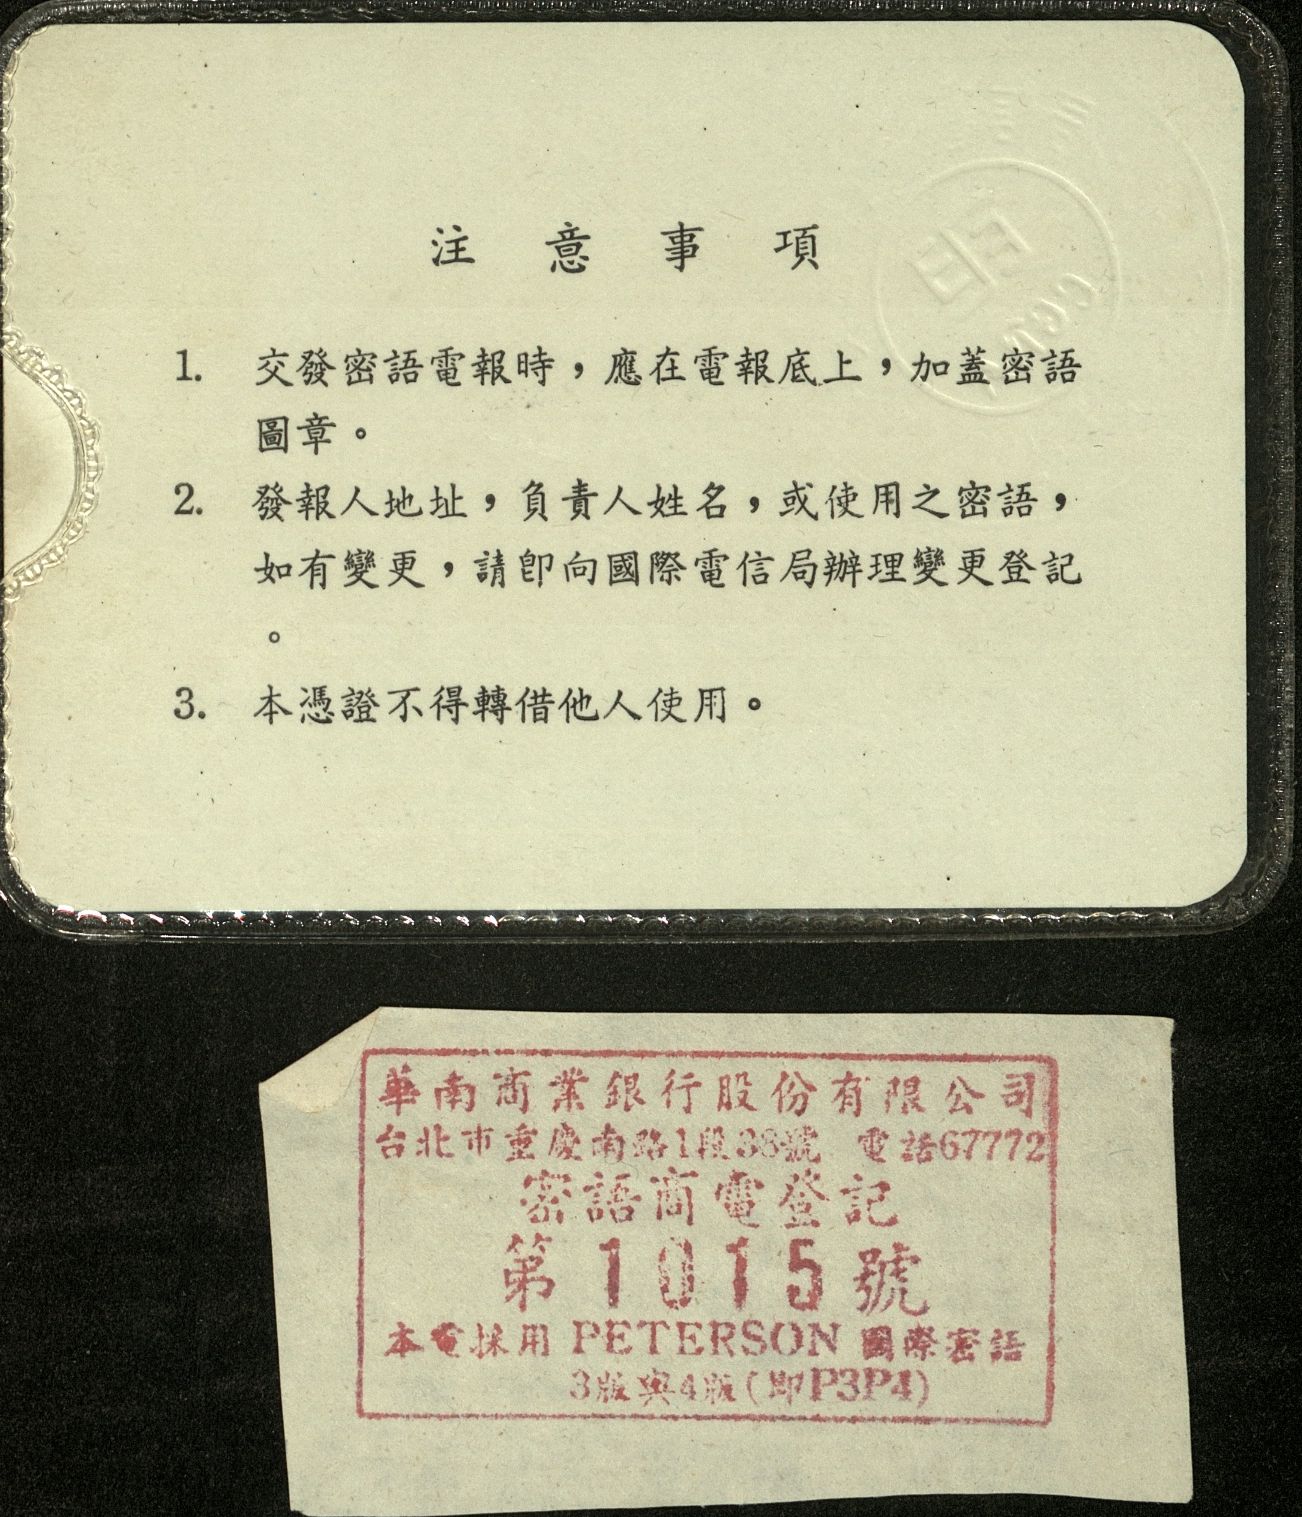 注意事項
1. 交發密語電報時，應在電報底上，加蓋密語
圖章。
2. 發報人地址，負責人姓名，或使用之密語，
如有變更，請卽向國際電信局辦理變更登記
。
3. 本憑證不得轉借他人使用。
華南商業銀行股份有限公司
台北市重慶南路1段38號 電話67772
密語商電登記
第1015號
本電採用 PETERSON 國際密語
3版與4版(即P3P4)